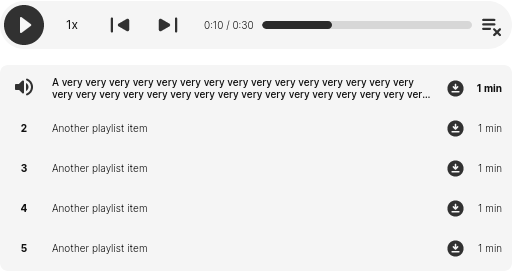 1x
0:10 / 0:30
A very very very very very very very very very very very very very very very
very very very very very very very very very very very very very very very ver...
1 min
2 Another playlist item 1 min
3 Another playlist item 1 min
4 Another playlist item 1 min
5 Another playlist item 1 min